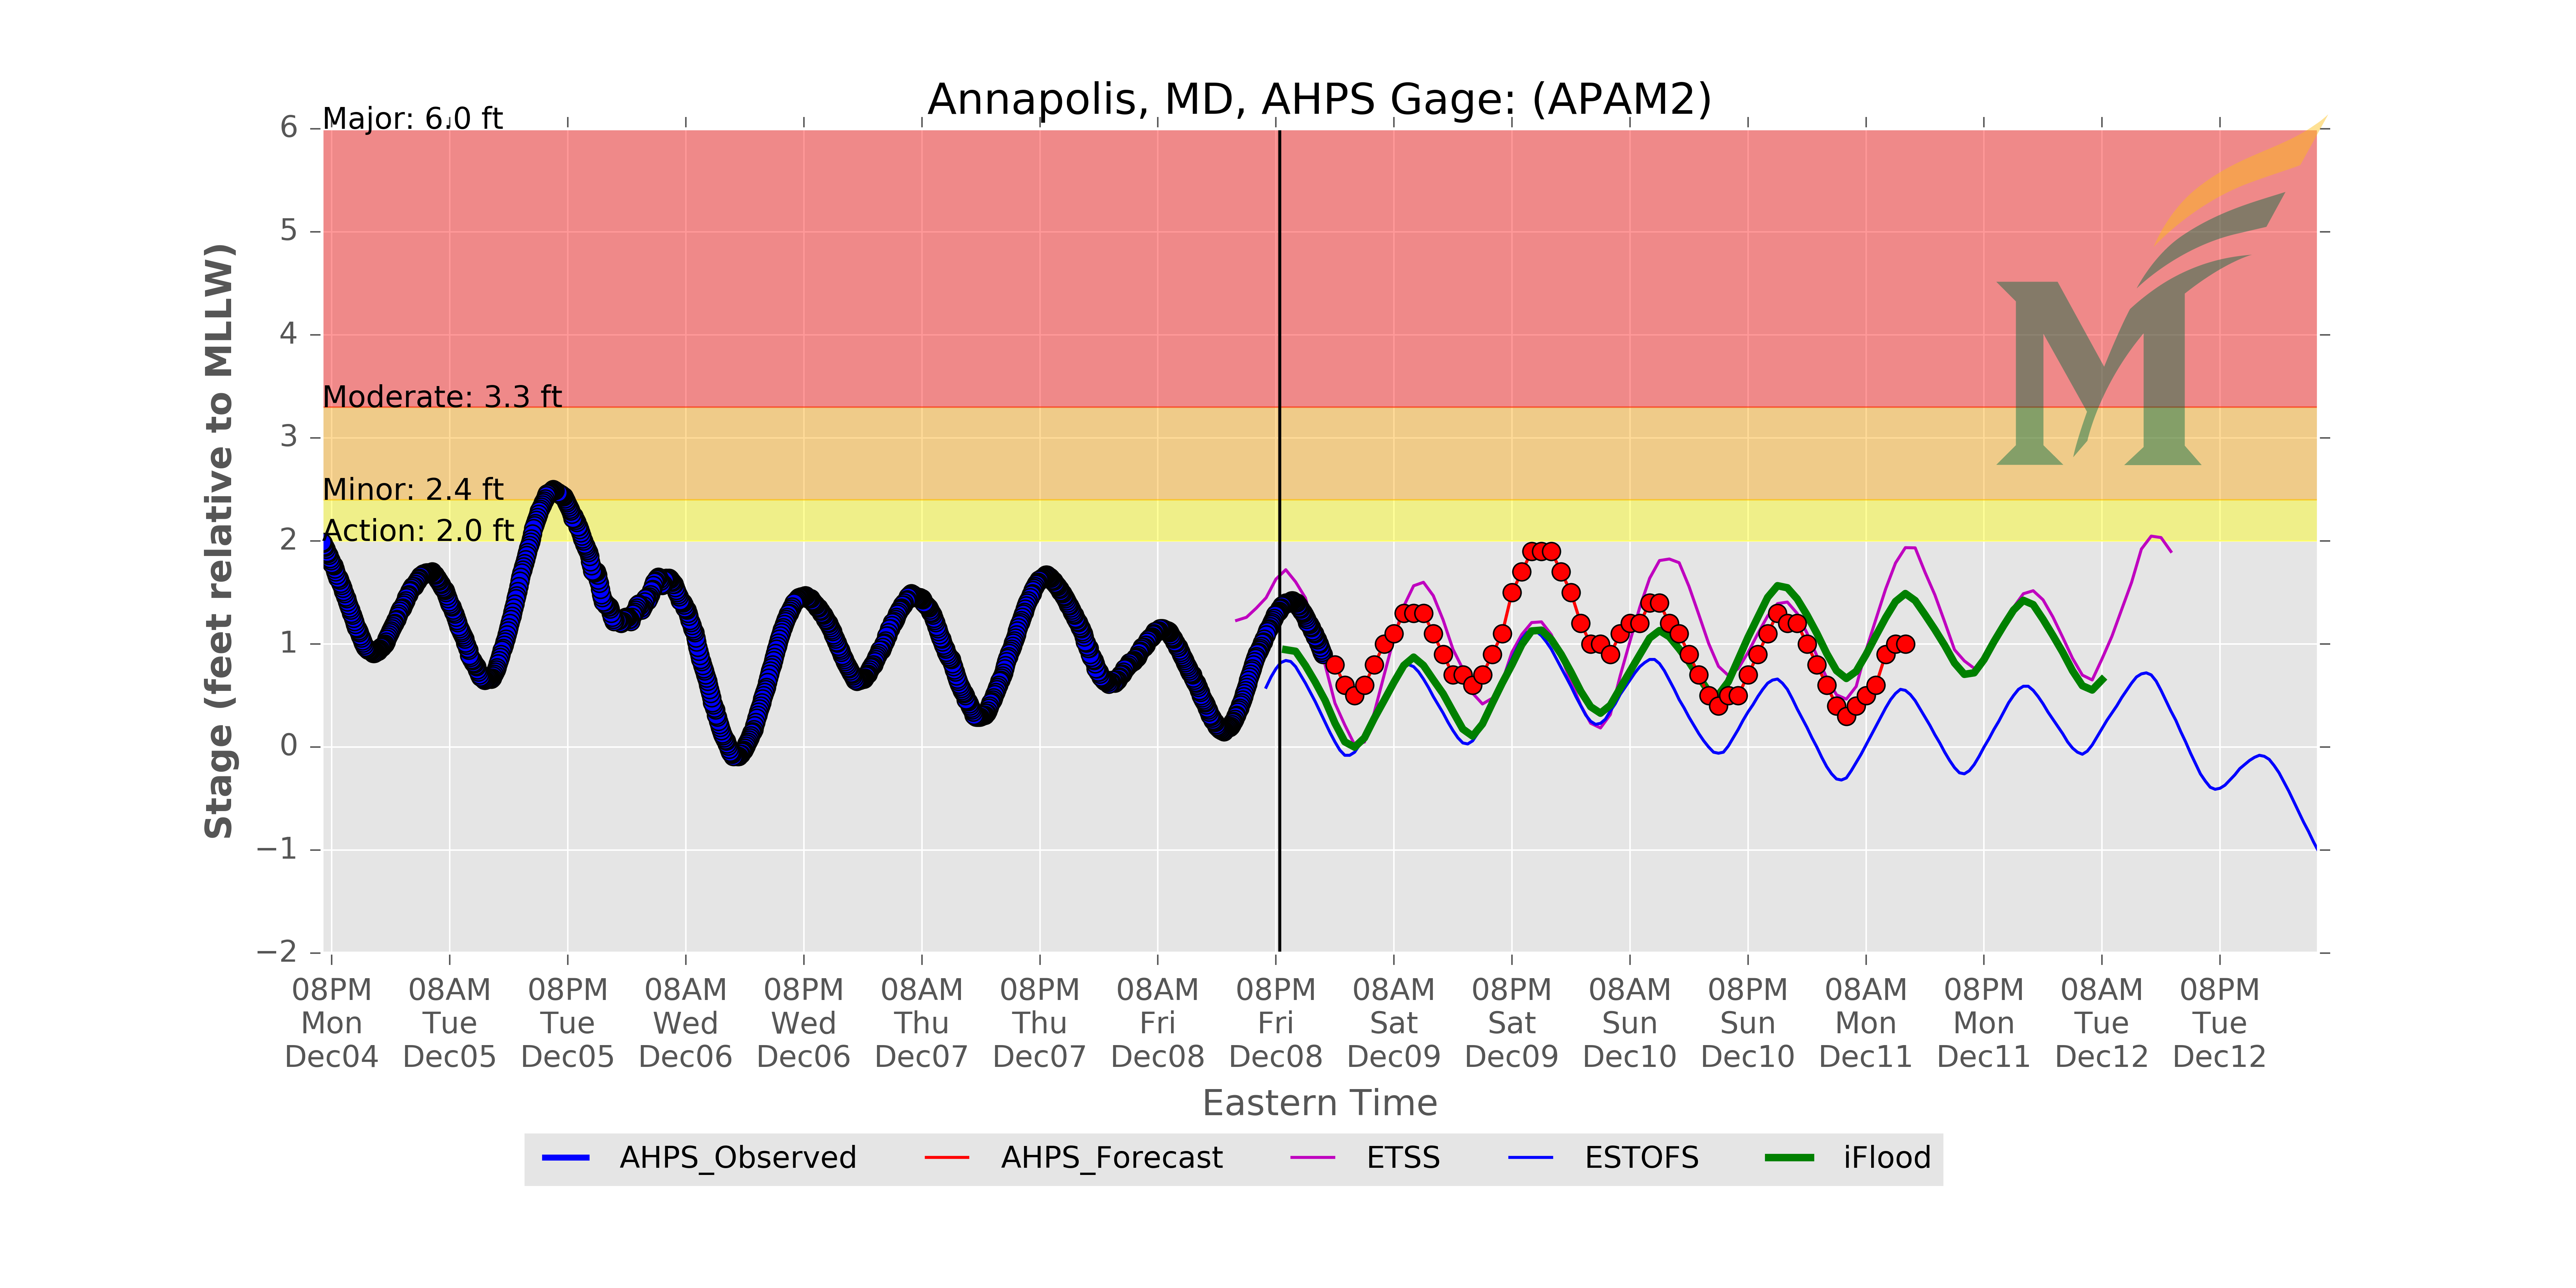 Annapolis, MD, AHPS Gage: (APAM2)
Major: 6.0 ft
Moderate: 3.3 ft
Minor: 2.4 ft
Action: 2.0 ft
6
5
4
3
2
1
0
−1
−2
Stage (feet relative to MLLW)
08PM 08AM 08PM 08AM 08PM 08AM 08PM 08AM 08PM 08AM 08PM 08AM 08PM 08AM 08PM 08AM 08PM
Mon Tue Tue Wed Wed Thu Thu Fri Fri Sat Sat Sun Sun Mon Mon Tue Tue
Dec04 Dec05 Dec05 Dec06 Dec06 Dec07 Dec07 Dec08 Dec08 Dec09 Dec09 Dec10 Dec10 Dec11 Dec11 Dec12 Dec12
Eastern Time
AHPS_Observed AHPS_Forecast ETSS ESTOFS iFlood
M